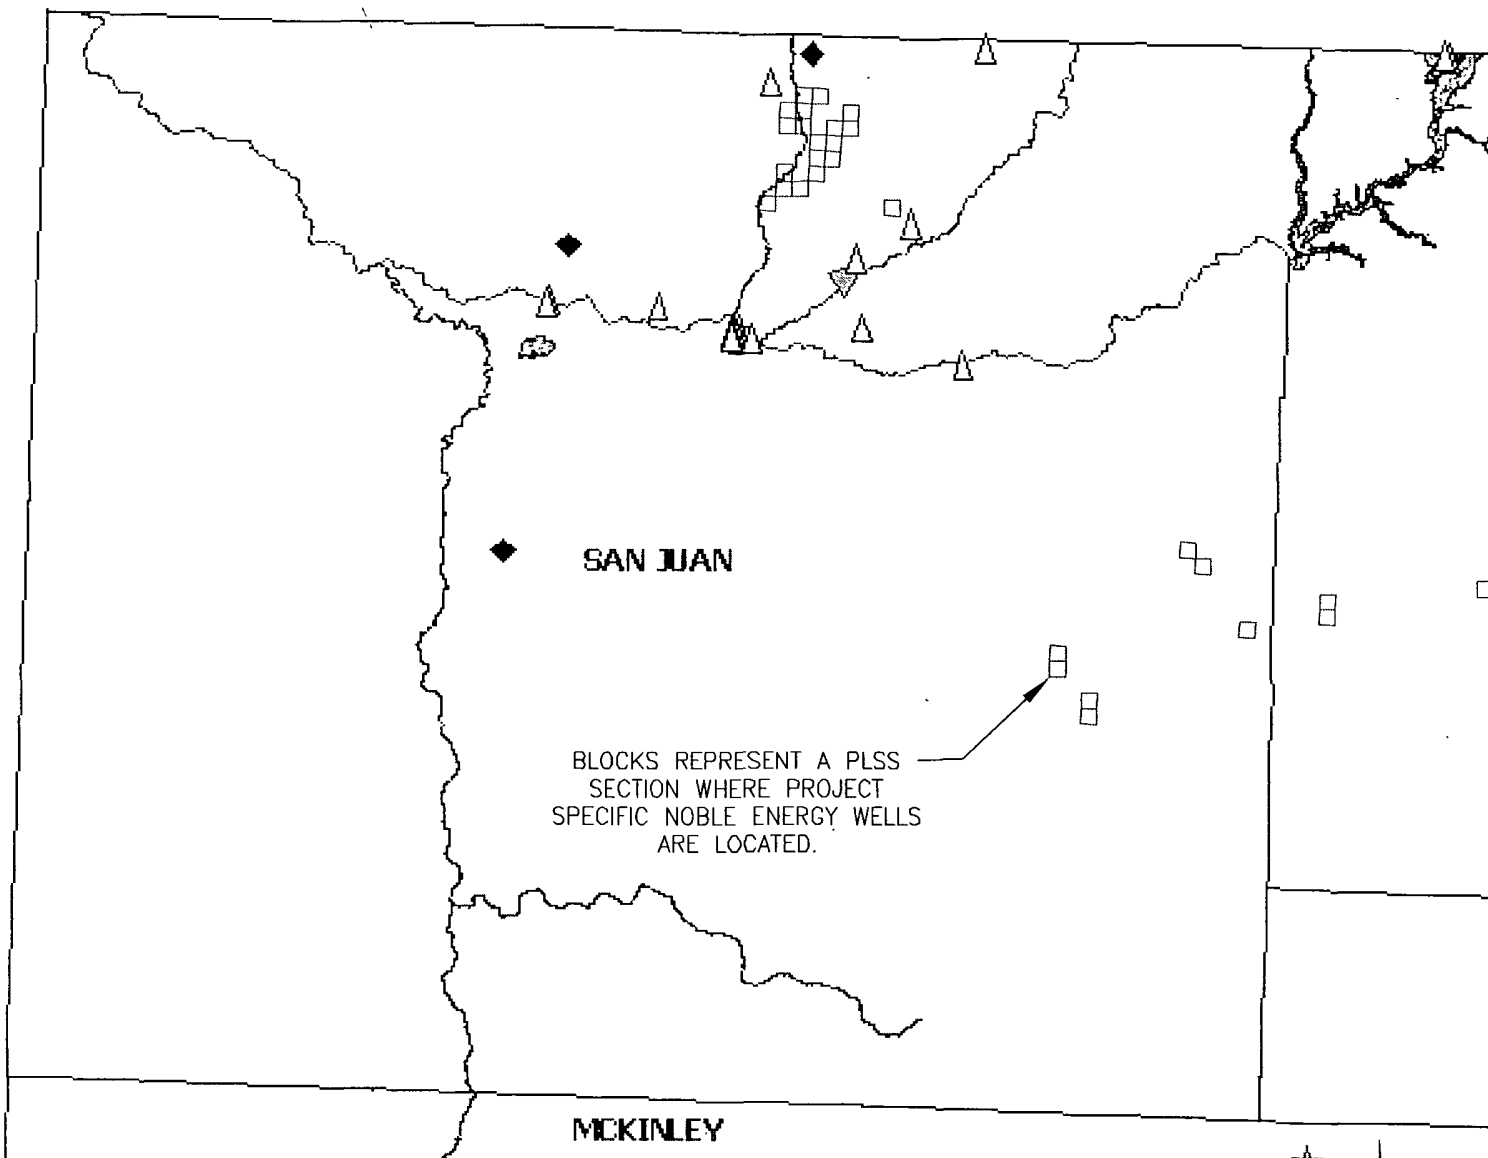 SAN JUAN
BLOCKS REPRESENT A PLSS
SECTION WHERE PROJECT
SPECIFIC NOBLE ENERGY WELLS
ARE LOCATED.
MCKINLEY